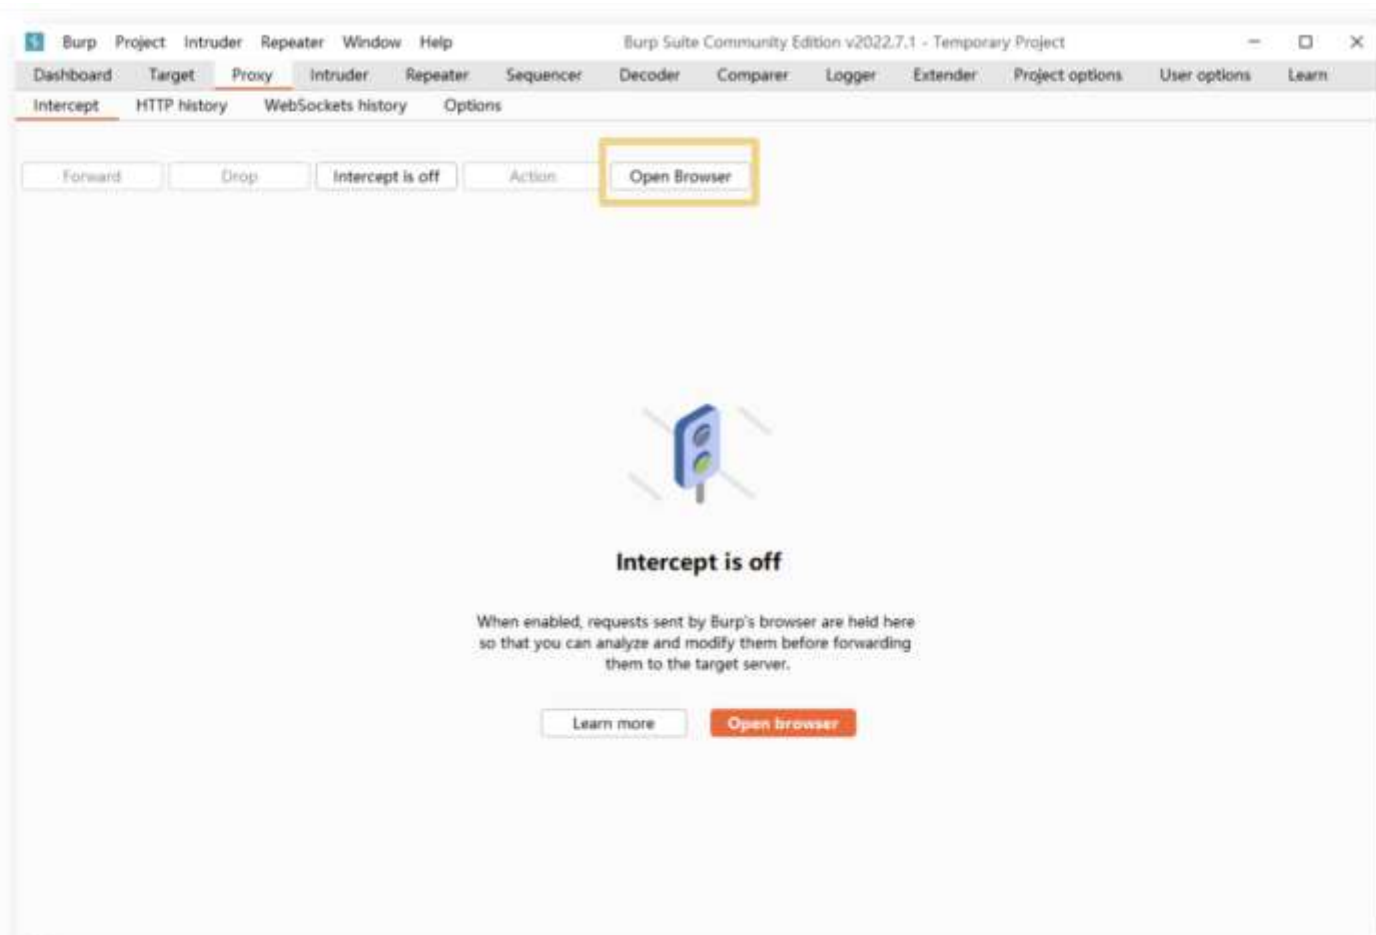 Burp Project Intruder Repeater Window Help Burp Suite Community Edition v2022.7.1 - Temporary Project
Dashboard Target Proxy Intruder Repeater Sequencer Decoder Comparer Logger Extender Project options User options Learn
Intercept HTTP history WebSockets history Options
Forward Drop Intercept is off Action Open Browser
Intercept is off
When enabled, requests sent by Burp's browser are held here
so that you can analyze and modify them before forwarding
them to the target server.
Learn more Open browser